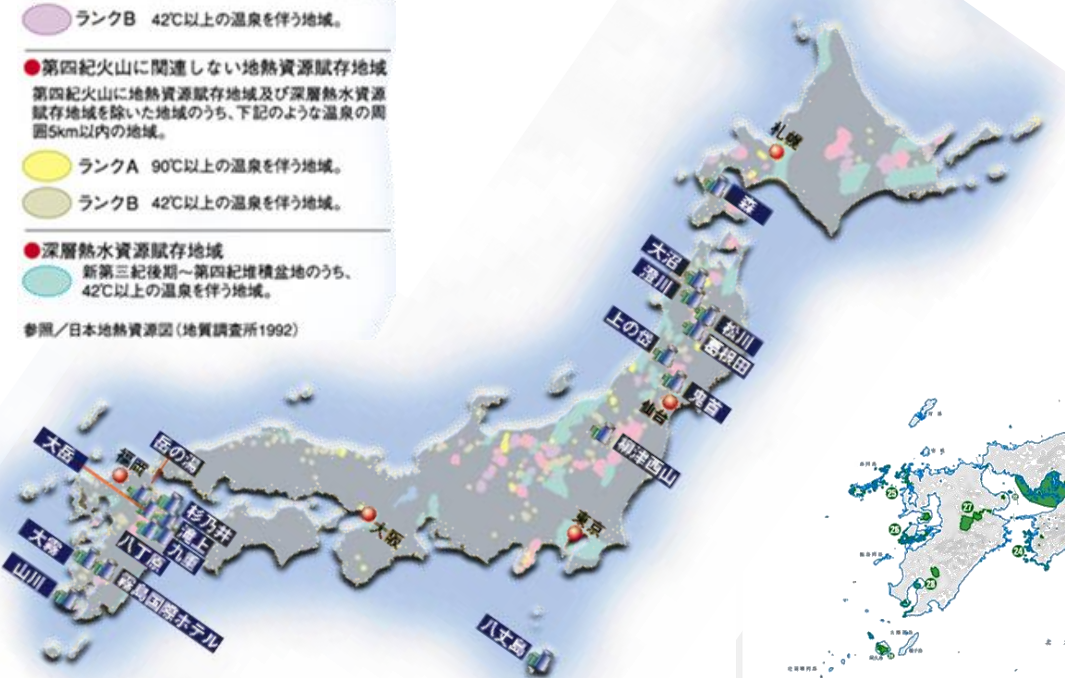 ランクB 42℃以上の温泉を伴う地域。
●第四紀火山に関連しない地熱資源賦存地域
第四紀火山に地熱資源賦存地域及び深層熱水資源
賦存地域を除いた地域のうち、下記のような温泉の周
囲5km以内の地域。
ランクA 90℃以上の温泉を伴う地域。
ランクB 42℃以上の温泉を伴う地域。
●深層熱水資源賦存地域
新第三紀後期〜第四紀堆積盆地のうち、
42℃以上の温泉を伴う地域。
参照/日本地熱資源図(地質調査所1992)
札幌
森
大沼
澄川
松川
葛根田
上の岱
鬼首
仙台
柳津西山
東京
大阪
福岡
岳の湯
大岳
杉乃井
滝上
九重
八丁原
大霧
霧島国際ホテル
山川
八丈島
25
26
27
24
28